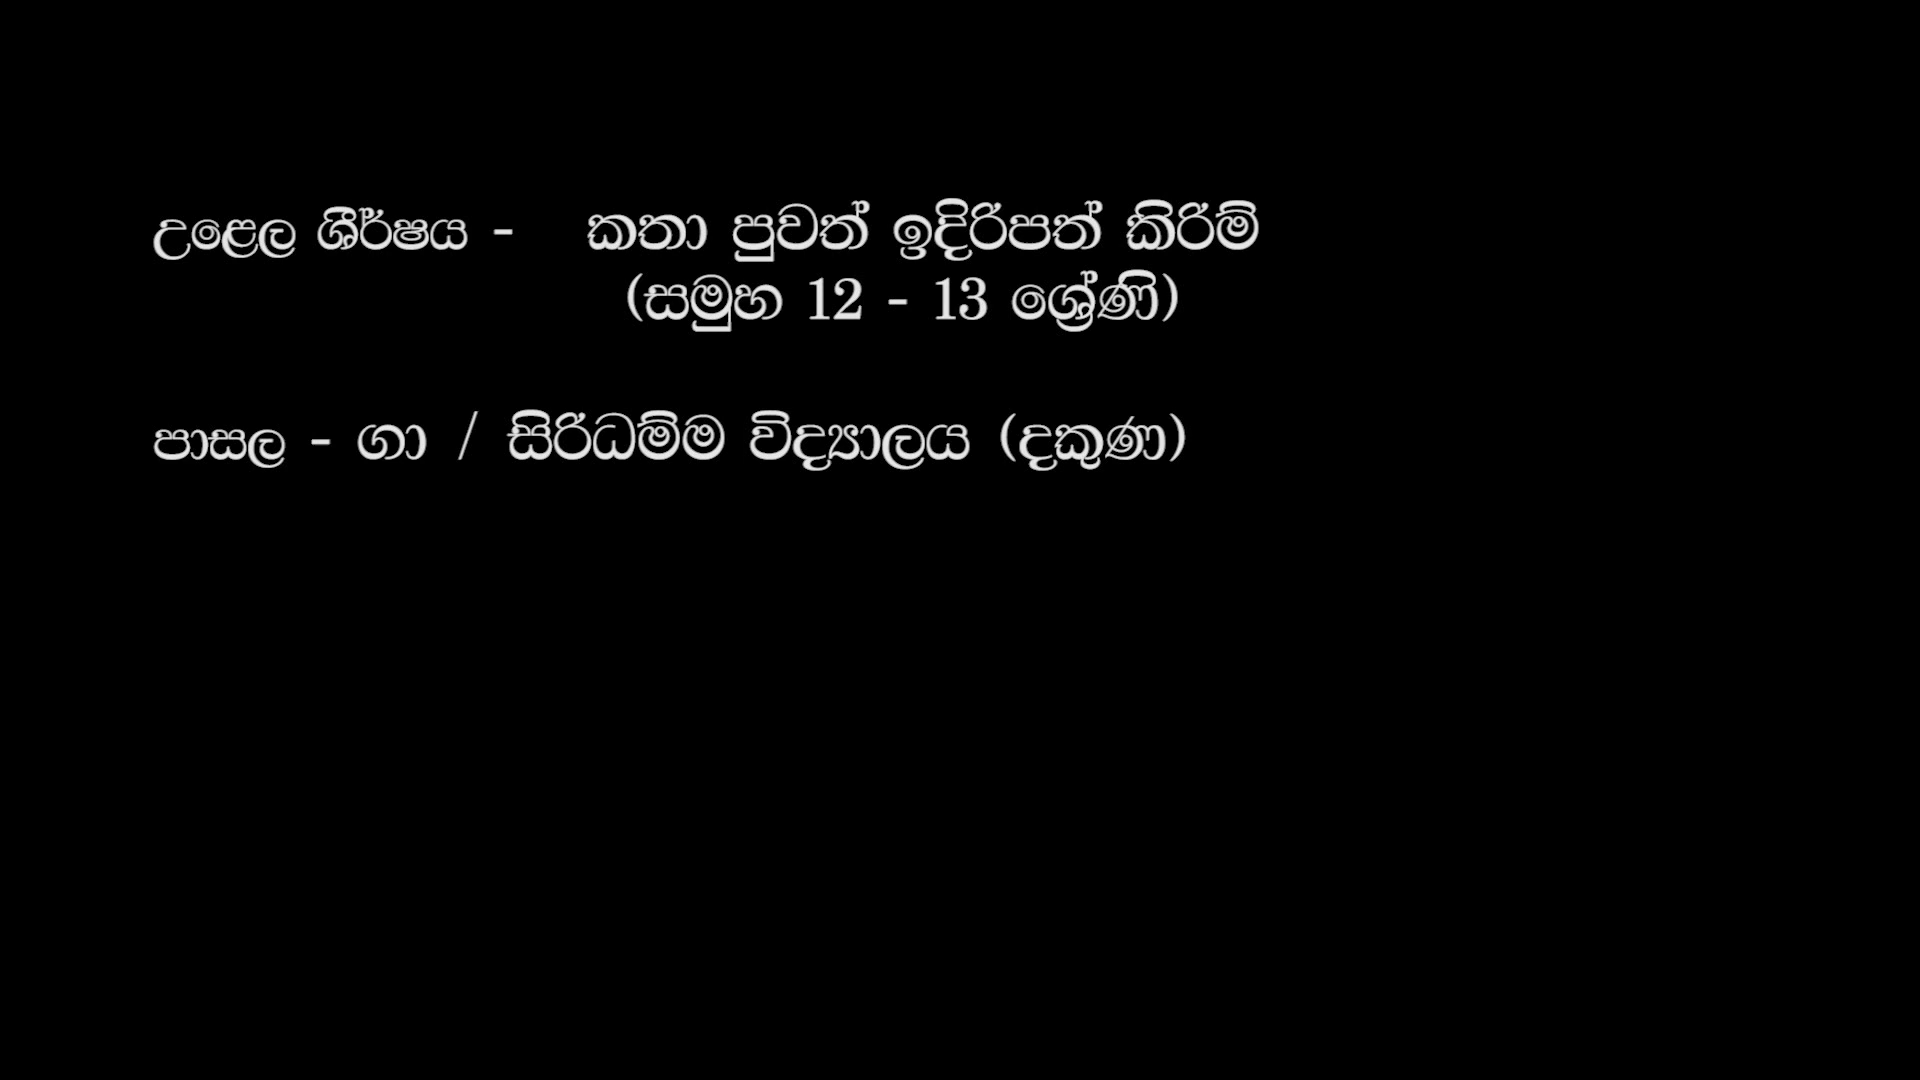 උළෙල ශීර්ෂය - කතා පුවත් ඉදිරිපත් කිරිම්
(සමුහ 12 - 13 ශ්‍රේණි)
පාසල - ගා / සිරිධම්ම විද්‍යාලය (දකුණ)